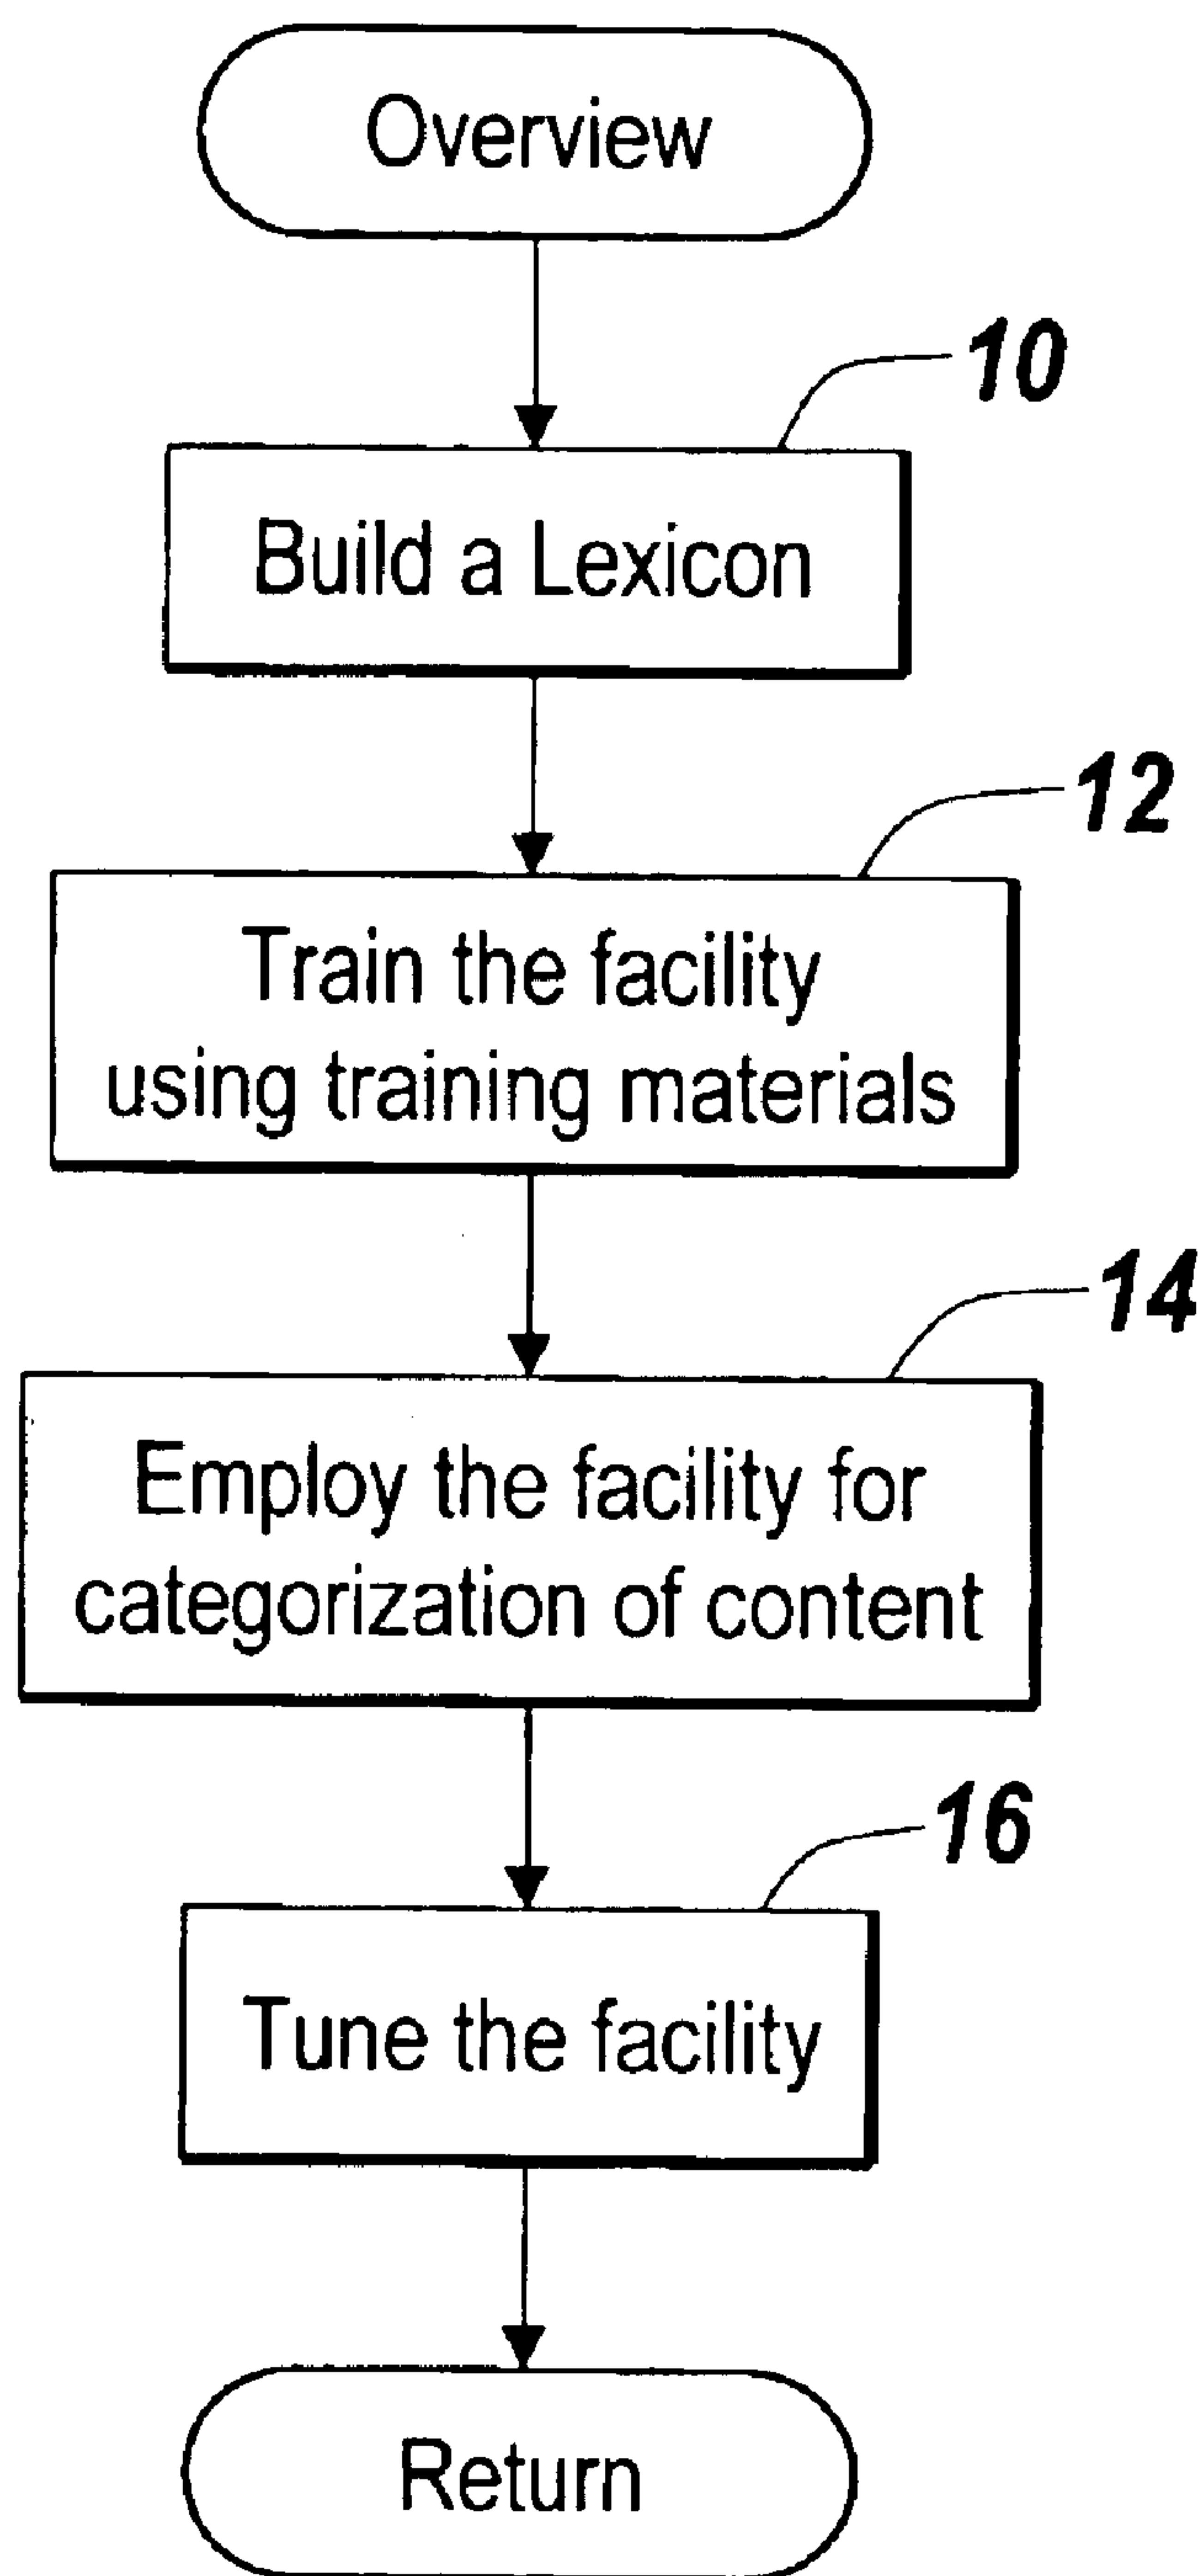 Overview
10
Build a Lexicon
12
Train the facility
using training materials
14
Employ the facility for
categorization of content
16
Tune the facility
Return